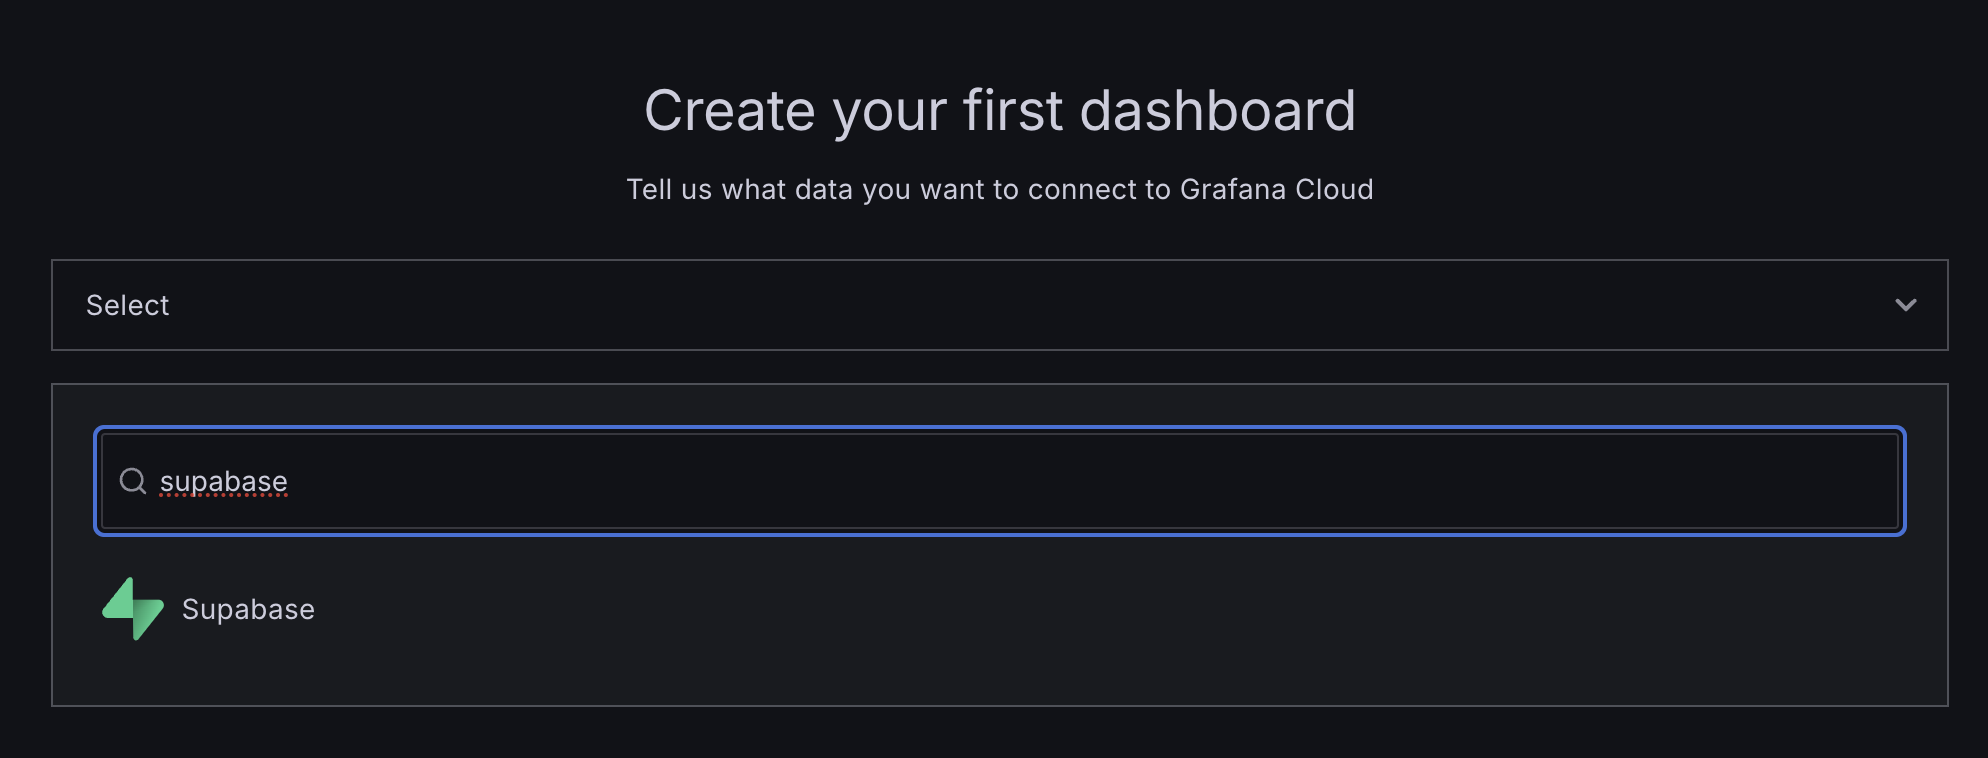 Create your first dashboard
Tell us what data you want to connect to Grafana Cloud
Select
supabase
Supabase